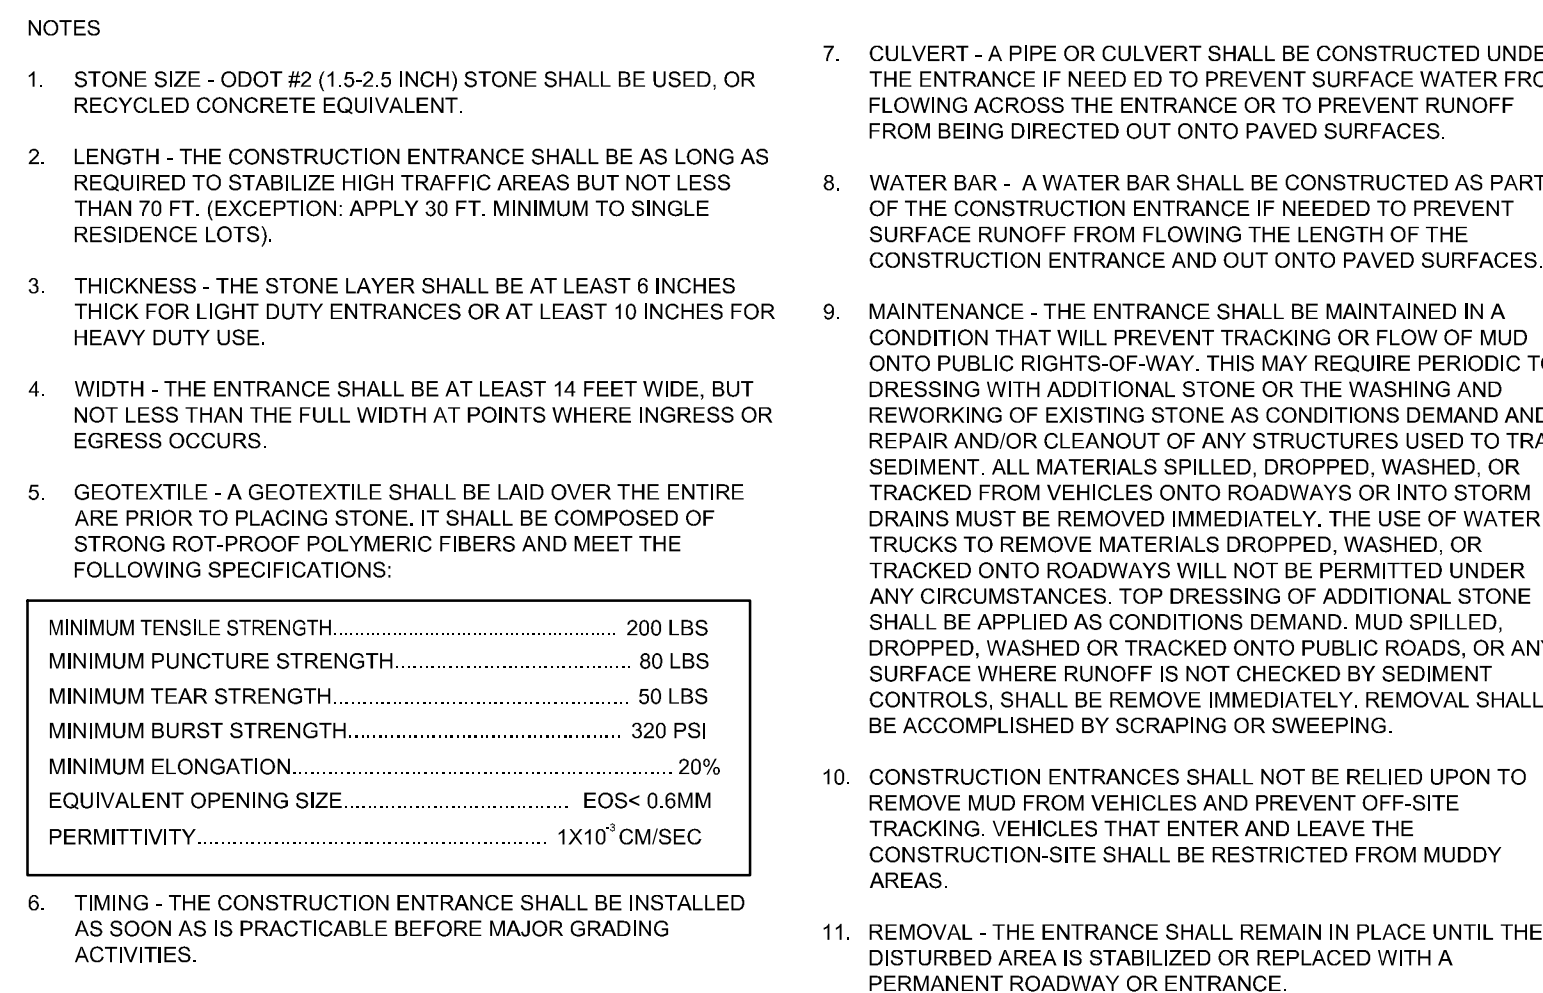 NOTES
1. STONE SIZE - ODOT #2 (1.5-2.5 INCH) STONE SHALL BE USED, OR
RECYCLED CONCRETE EQUIVALENT.
2. LENGTH - THE CONSTRUCTION ENTRANCE SHALL BE AS LONG AS
REQUIRED TO STABILIZE HIGH TRAFFIC AREAS BUT NOT LESS
THAN 70 FT. (EXCEPTION: APPLY 30 FT. MINIMUM TO SINGLE
RESIDENCE LOTS).
3. THICKNESS - THE STONE LAYER SHALL BE AT LEAST 6 INCHES
THICK FOR LIGHT DUTY ENTRANCES OR AT LEAST 10 INCHES FOR
HEAVY DUTY USE.
4. WIDTH - THE ENTRANCE SHALL BE AT LEAST 14 FEET WIDE, BUT
NOT LESS THAN THE FULL WIDTH AT POINTS WHERE INGRESS OR
EGRESS OCCURS.
5. GEOTEXTILE - A GEOTEXTILE SHALL BE LAID OVER THE ENTIRE
ARE PRIOR TO PLACING STONE. IT SHALL BE COMPOSED OF
STRONG ROT-PROOF POLYMERIC FIBERS AND MEET THE
FOLLOWING SPECIFICATIONS:
MINIMUM TENSILE STRENGTH................................................ 200 LBS
MINIMUM PUNCTURE STRENGTH........................................ 80 LBS
MINIMUM TEAR STRENGTH.................................................. 50 LBS
MINIMUM BURST STRENGTH.............................................. 320 PSI
MINIMUM ELONGATION................................................................ 20%
EQUIVALENT OPENING SIZE...................................... EOS< 0.6MM
PERMITTIVITY........................................................... 1X10⁻³ CM/SEC
6. TIMING - THE CONSTRUCTION ENTRANCE SHALL BE INSTALLED
AS SOON AS IS PRACTICABLE BEFORE MAJOR GRADING
ACTIVITIES.
7. CULVERT - A PIPE OR CULVERT SHALL BE CONSTRUCTED UNDE
THE ENTRANCE IF NEED ED TO PREVENT SURFACE WATER FRO
FLOWING ACROSS THE ENTRANCE OR TO PREVENT RUNOFF
FROM BEING DIRECTED OUT ONTO PAVED SURFACES.
8. WATER BAR - A WATER BAR SHALL BE CONSTRUCTED AS PART
OF THE CONSTRUCTION ENTRANCE IF NEEDED TO PREVENT
SURFACE RUNOFF FROM FLOWING THE LENGTH OF THE
CONSTRUCTION ENTRANCE AND OUT ONTO PAVED SURFACES.
9. MAINTENANCE - THE ENTRANCE SHALL BE MAINTAINED IN A
CONDITION THAT WILL PREVENT TRACKING OR FLOW OF MUD
ONTO PUBLIC RIGHTS-OF-WAY. THIS MAY REQUIRE PERIODIC T
DRESSING WITH ADDITIONAL STONE OR THE WASHING AND
REWORKING OF EXISTING STONE AS CONDITIONS DEMAND AND
REPAIR AND/OR CLEANOUT OF ANY STRUCTURES USED TO TRA
SEDIMENT. ALL MATERIALS SPILLED, DROPPED, WASHED, OR
TRACKED FROM VEHICLES ONTO ROADWAYS OR INTO STORM
DRAINS MUST BE REMOVED IMMEDIATELY. THE USE OF WATER
TRUCKS TO REMOVE MATERIALS DROPPED, WASHED, OR
TRACKED ONTO ROADWAYS WILL NOT BE PERMITTED UNDER
ANY CIRCUMSTANCES. TOP DRESSING OF ADDITIONAL STONE
SHALL BE APPLIED AS CONDITIONS DEMAND. MUD SPILLED,
DROPPED, WASHED OR TRACKED ONTO PUBLIC ROADS, OR ANY
SURFACE WHERE RUNOFF IS NOT CHECKED BY SEDIMENT
CONTROLS, SHALL BE REMOVE IMMEDIATELY. REMOVAL SHALL
BE ACCOMPLISHED BY SCRAPING OR SWEEPING.
10. CONSTRUCTION ENTRANCES SHALL NOT BE RELIED UPON TO
REMOVE MUD FROM VEHICLES AND PREVENT OFF-SITE
TRACKING. VEHICLES THAT ENTER AND LEAVE THE
CONSTRUCTION-SITE SHALL BE RESTRICTED FROM MUDDY
AREAS.
11. REMOVAL - THE ENTRANCE SHALL REMAIN IN PLACE UNTIL THE
DISTURBED AREA IS STABILIZED OR REPLACED WITH A
PERMANENT ROADWAY OR ENTRANCE.